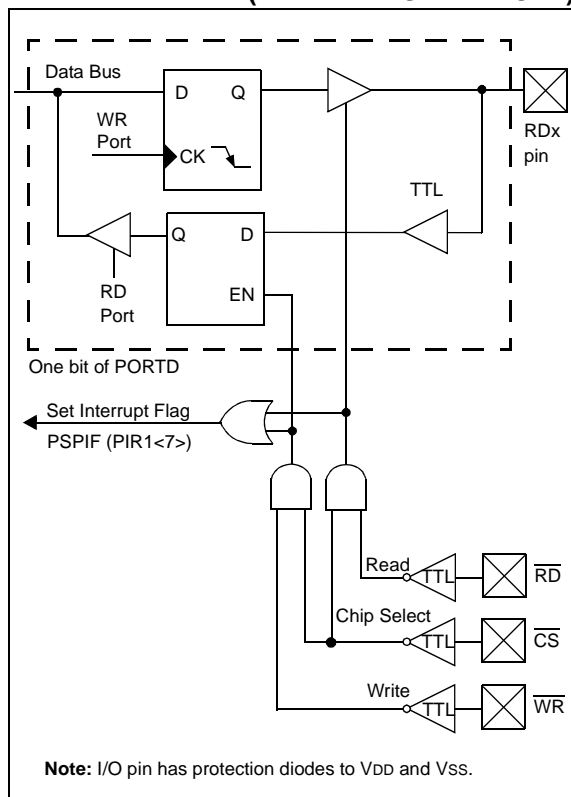 Data Bus
D Q
WR
Port
CK
RDx
pin
TTL
Q D
EN
RD
Port
One bit of PORTD
Set Interrupt Flag
PSPIF (PIR1<7>)
Read
TTL
RD
Chip Select
TTL
CS
Write
TTL
WR
Note: I/O pin has protection diodes to VDD and VSS.